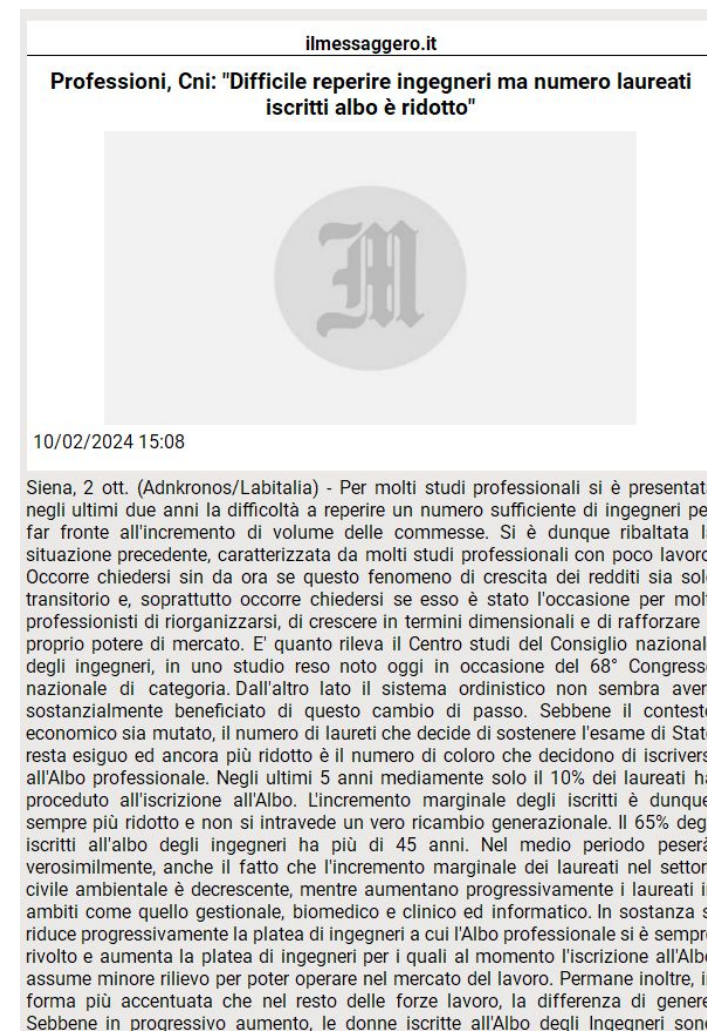 ilmessaggero.it
Professioni, Cni: "Difficile reperire ingegneri ma numero laureati
iscritti albo è ridotto"
M
10/02/2024 15:08
Siena, 2 ott. (Adnkronos/Labitalia) - Per molti studi professionali si è presentat
negli ultimi due anni la difficoltà a reperire un numero sufficiente di ingegneri pe
far fronte all'incremento di volume delle commesse. Si è dunque ribaltata l
situazione precedente, caratterizzata da molti studi professionali con poco lavoro
Occorre chiedersi sin da ora se questo fenomeno di crescita dei redditi sia solo
transitorio e, soprattutto occorre chiedersi se esso è stato l'occasione per molt
professionisti di riorganizzarsi, di crescere in termini dimensionali e di rafforzare
proprio potere di mercato. E' quanto rileva il Centro studi del Consiglio nazional
degli ingegneri, in uno studio reso noto oggi in occasione del 68° Congresso
nazionale di categoria. Dall'altro lato il sistema ordinistico non sembra aver
sostanzialmente beneficiato di questo cambio di passo. Sebbene il contesto
economico sia mutato, il numero di laureti che decide di sostenere l'esame di Stat
resta esiguo ed ancora più ridotto è il numero di coloro che decidono di iscrivers
all'Albo professionale. Negli ultimi 5 anni mediamente solo il 10% dei laureati ha
proceduto all'iscrizione all'Albo. L'incremento marginale degli iscritti è dunque
sempre più ridotto e non si intravede un vero ricambio generazionale. Il 65% degl
iscritti all'albo degli ingegneri ha più di 45 anni. Nel medio periodo peserà
verosimilmente, anche il fatto che l'incremento marginale dei laureati nel settor
civile ambientale è decrescente, mentre aumentano progressivamente i laureati i
ambiti come quello gestionale, biomedico e clinico ed informatico. In sostanza s
riduce progressivamente la platea di ingegneri a cui l'Albo professionale si è sempre
rivolto e aumenta la platea di ingegneri per i quali al momento l'iscrizione all'Albo
assume minore rilievo per poter operare nel mercato del lavoro. Permane inoltre, i
forma più accentuata che nel resto delle forze lavoro, la differenza di genere
Sebbene in progressivo aumento, le donne iscritte all'Albo degli Ingegneri sono